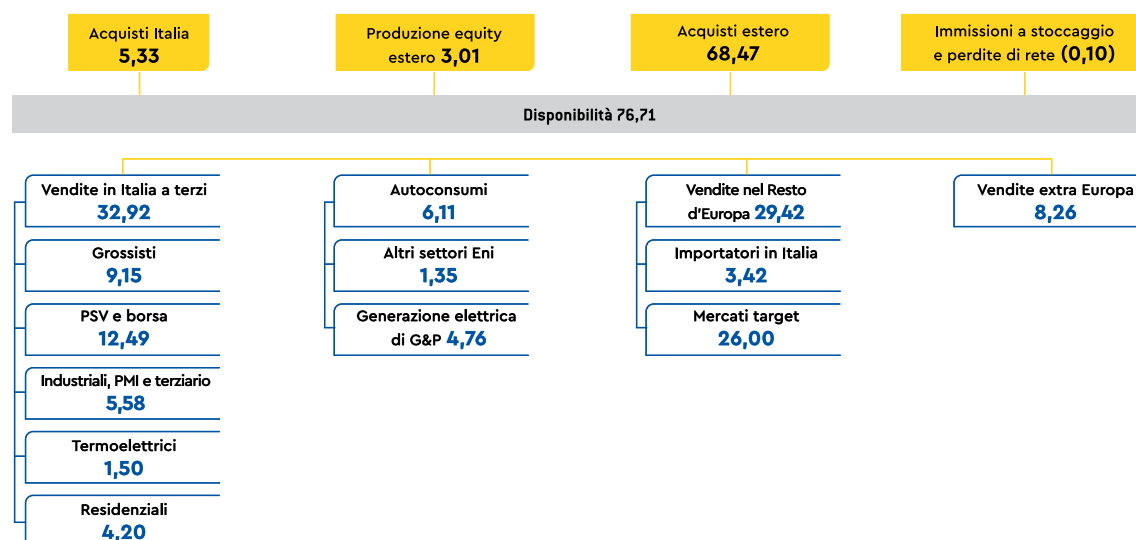 Acquisti Italia
5,33
Produzione equity
estero 3,01
Acquisti estero
68,47
Immissioni a stoccaggio
e perdite di rete (0,10)
Disponibilità 76,71
Vendite in Italia a terzi
32,92
Grossisti
9,15
PSV e borsa
12,49
Industriali, PMI e terziario
5,58
Termoelettrici
1,50
Residenziali
4,20
Autoconsumi
6,11
Altri settori Eni
1,35
Generazione elettrica
di G&P 4,76
Vendite nel Resto
d'Europa 29,42
Importatori in Italia
3,42
Mercati target
26,00
Vendite extra Europa
8,26